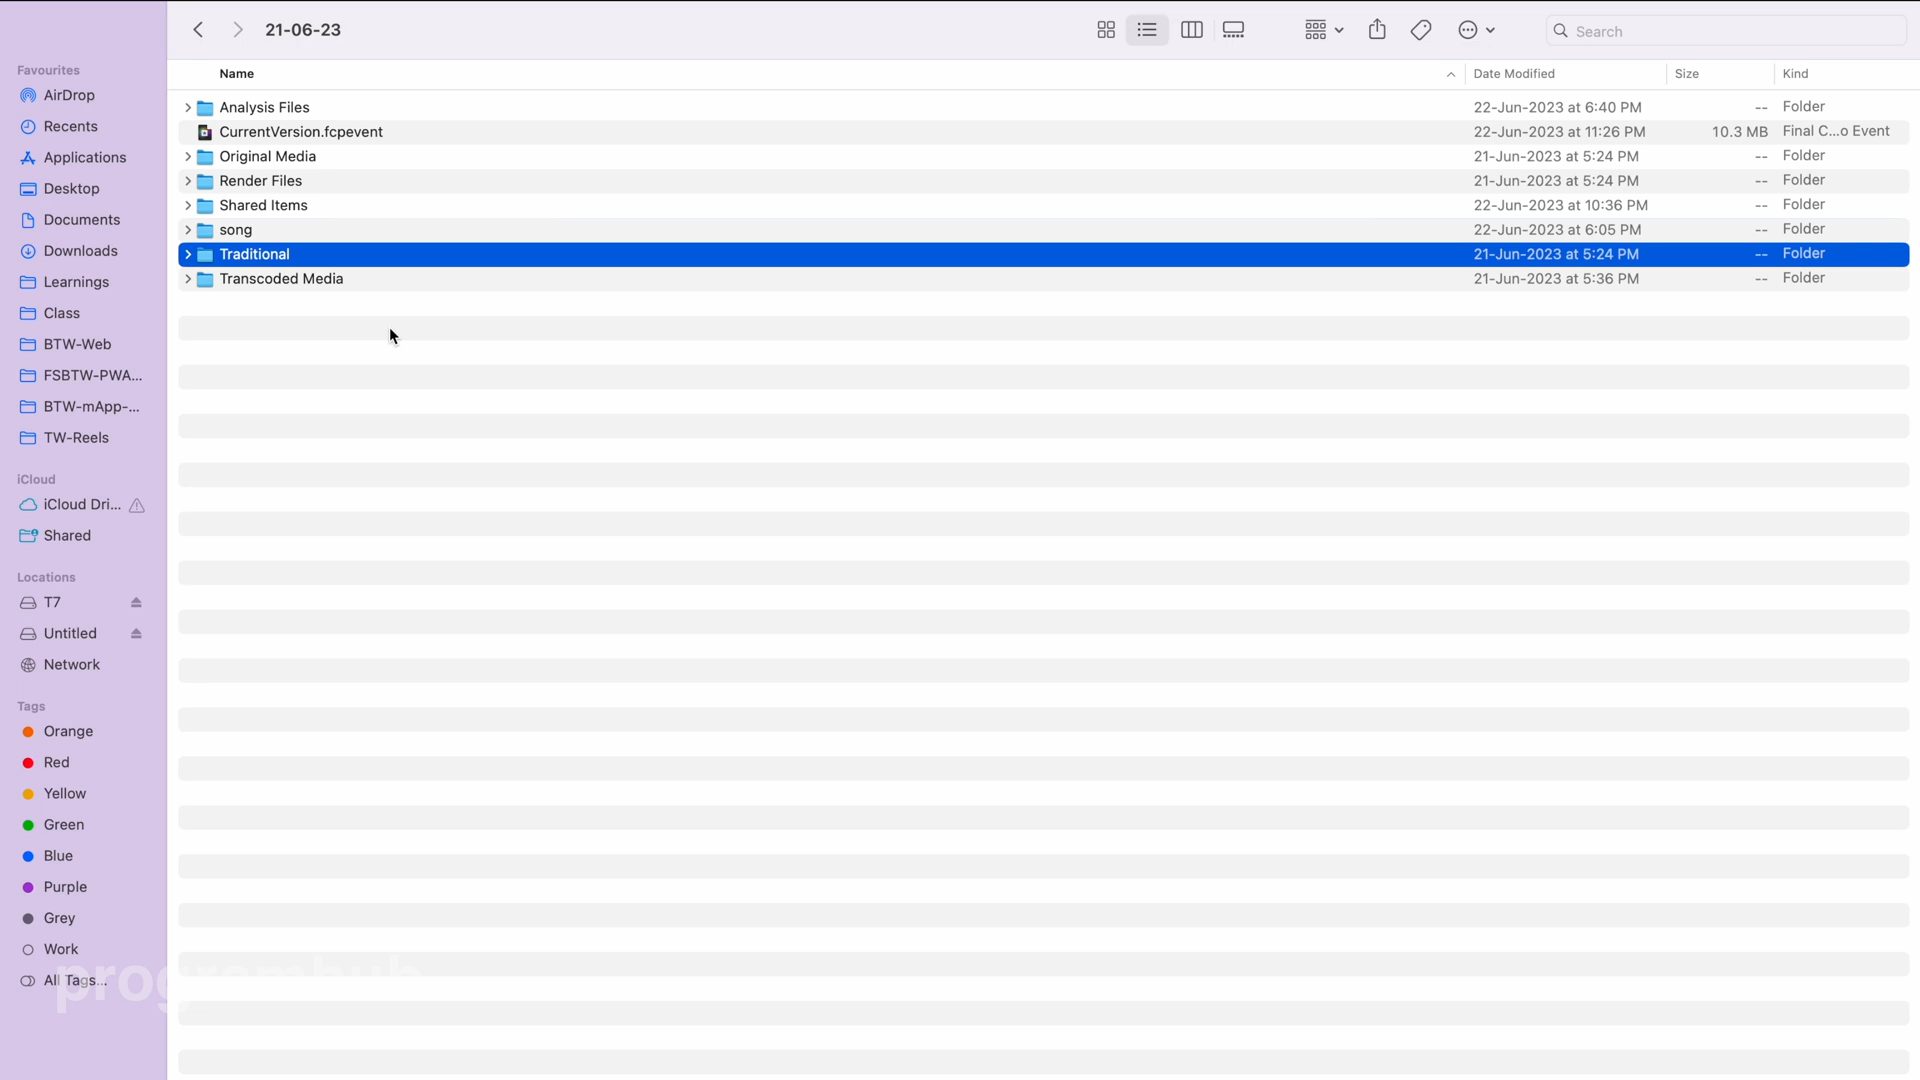 21-06-23
Search
Favourites
AirDrop
Recents
Applications
Desktop
Documents
Downloads
Learnings
Class
BTW-Web
FSBTW-PWA...
BTW-mApp-...
TW-Reels
iCloud
iCloud Dri...
Shared
Locations
T7
Untitled
Network
Tags
Orange
Red
Yellow
Green
Blue
Purple
Grey
Work
All Tags...
Name Date Modified Size Kind
Analysis Files 22-Jun-2023 at 6:40 PM -- Folder
CurrentVersion.fcpevent 22-Jun-2023 at 11:26 PM 10.3 MB Final C...o Event
Original Media 21-Jun-2023 at 5:24 PM -- Folder
Render Files 21-Jun-2023 at 5:24 PM -- Folder
Shared Items 22-Jun-2023 at 10:36 PM -- Folder
song 22-Jun-2023 at 6:05 PM -- Folder
Traditional 21-Jun-2023 at 5:24 PM -- Folder
Transcoded Media 21-Jun-2023 at 5:36 PM -- Folder